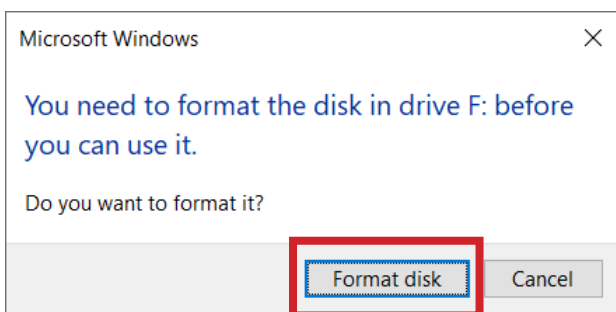 Microsoft Windows
You need to format the disk in drive F: before
you can use it.
Do you want to format it?
Format disk
Cancel